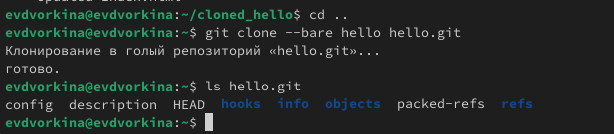 evdvorkina@evdvorkina:~/cloned_hello$ cd ..
evdvorkina@evdvorkina:~$ git clone --bare hello hello.git
Клонирование в голый репозиторий «hello.git»...
готово.
evdvorkina@evdvorkina:~$ ls hello.git
config description HEAD hooks info objects packed-refs refs
evdvorkina@evdvorkina:~$